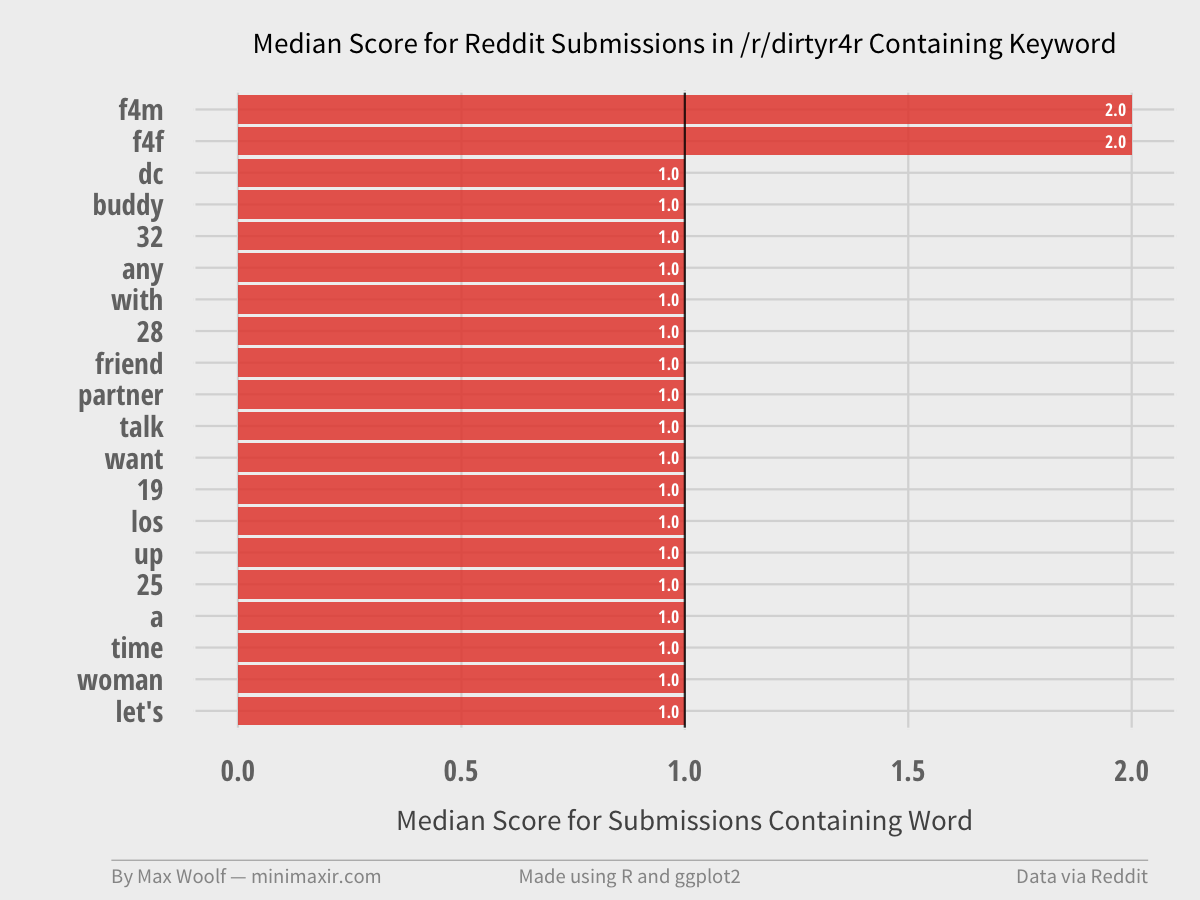 Median Score for Reddit Submissions in /r/dirtyr4r Containing Keyword
f4m 2.0
f4f 2.0
dc 1.0
buddy 1.0
32 1.0
any 1.0
with 1.0
28 1.0
friend 1.0
partner 1.0
talk 1.0
want 1.0
19 1.0
los 1.0
up 1.0
25 1.0
a 1.0
time 1.0
woman 1.0
let's 1.0
0.0 0.5 1.0 1.5 2.0
Median Score for Submissions Containing Word
By Max Woolf — minimaxir.com Made using R and ggplot2 Data via Reddit